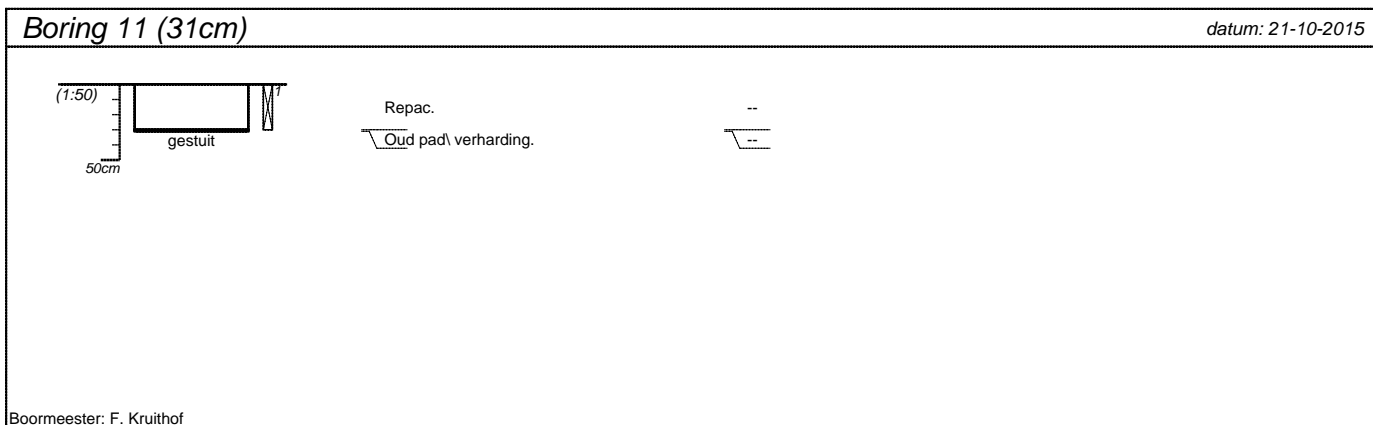 Boring 11 (31cm)
datum: 21-10-2015
(1:50)
1
Repac.
--
gestuit
Oud pad\ verharding.
--
50cm
Boormeester: F. Kruithof